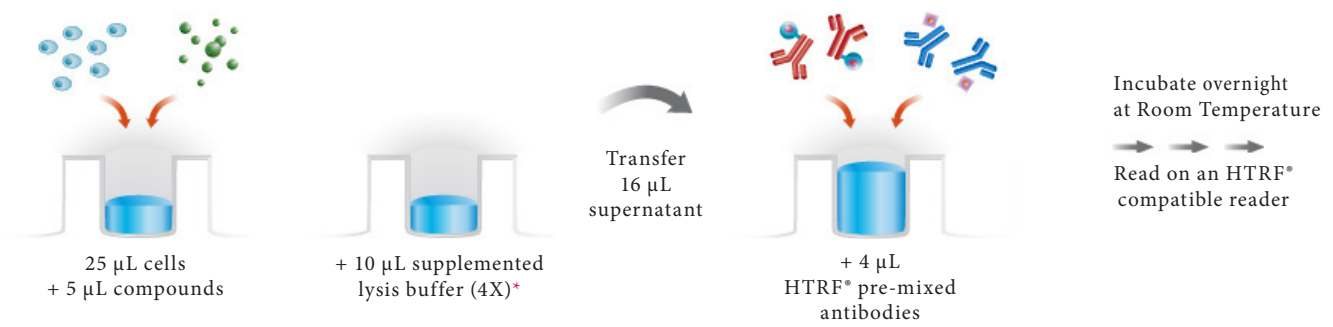 25 µL cells
+ 5 µL compounds
+ 10 µL supplemented
lysis buffer (4X)*
Transfer
16 µL
supernatant
+ 4 µL
HTRF® pre-mixed
antibodies
Incubate overnight
at Room Temperature
Read on an HTRF®
compatible reader